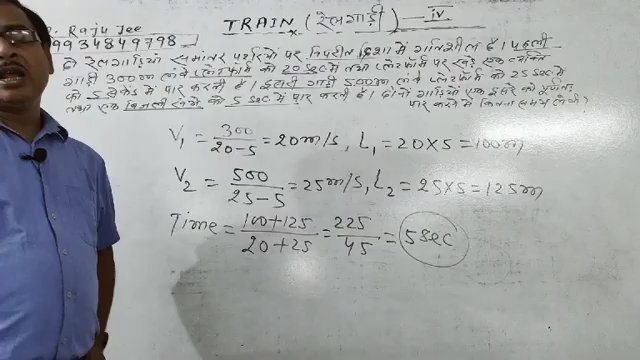 Raju Jee
9934849798
TRAIN (रेलगाड़ी) — IV
दो रेलगाड़ियाँ समांतर पटरियों पर विपरीत दिशा में गतिशील हैं। पहली
गाड़ी 300m लंबे प्लेटफार्म को 20 sec में तथा प्लेटफार्म पर खड़े एक व्यक्ति
को 5 सेकेंड में पार करती है। दूसरी गाड़ी 500m लंबे प्लेटफार्म को 25 sec में
तथा एक बिजली खंभे को 5 sec में पार करती है। दोनों गाड़ियाँ एक दूसरे को पूर्णतः
पार करने में कितना समय लेगी?
V₁ = 300/20-5 = 20m/s, L₁ = 20×5 = 100m
V₂ = 500/25-5 = 25m/s, L₂ = 25×5 = 125m
Time = 100+125/20+25 = 225/45 = 5 sec